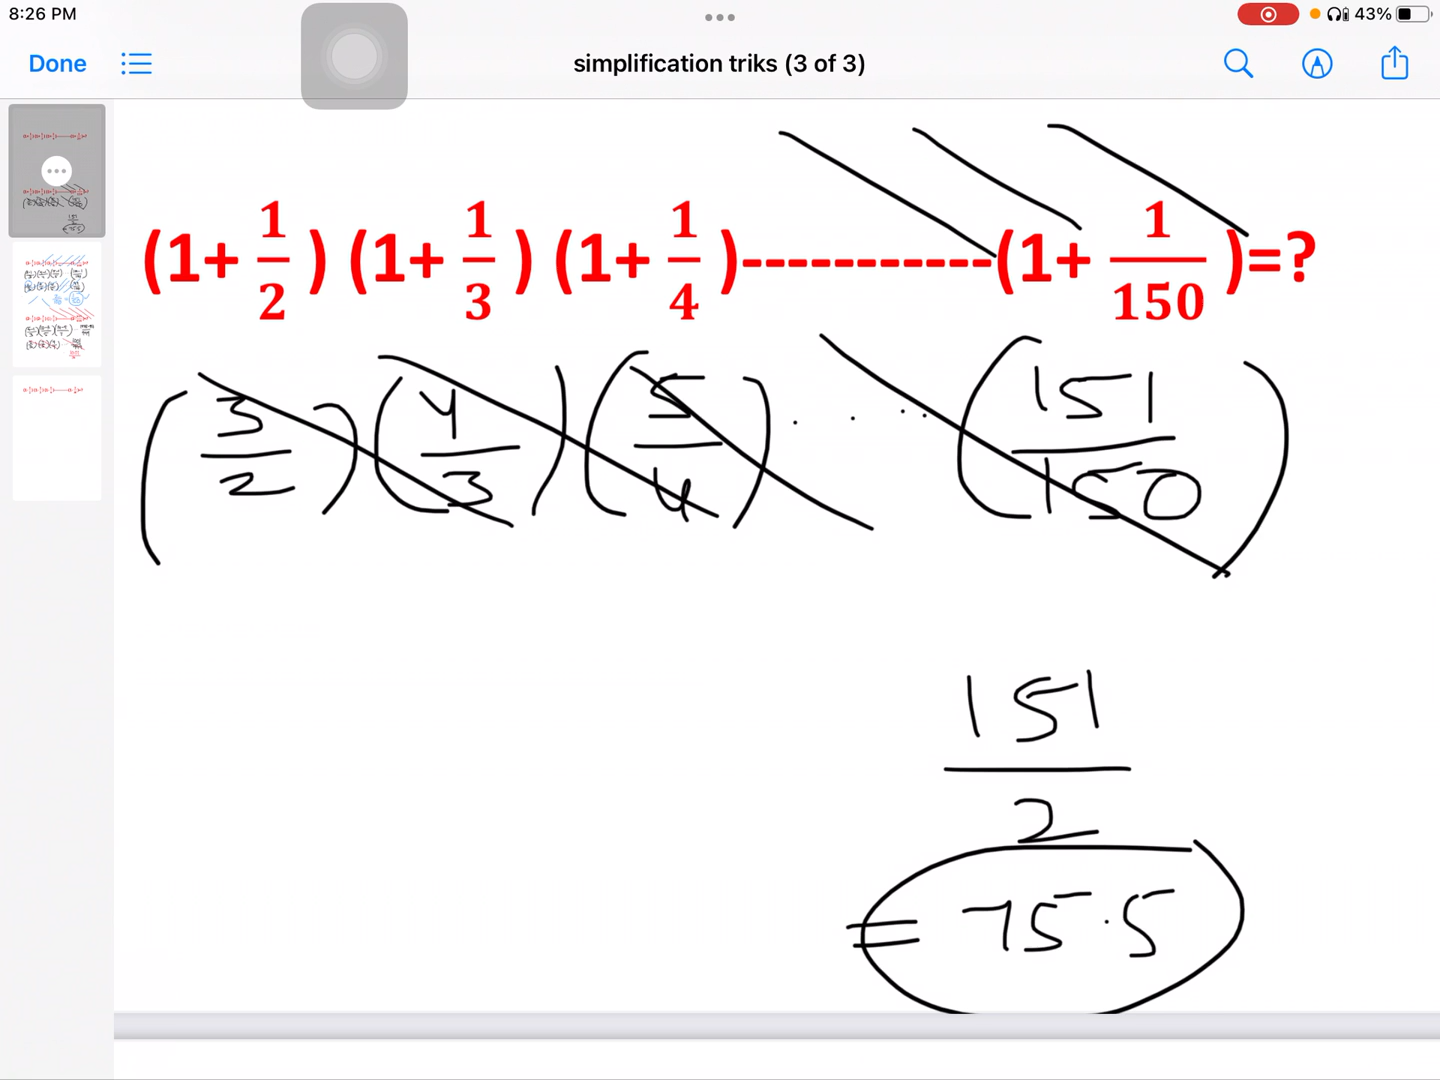 8:26 PM
43%
Done
simplification triks (3 of 3)
(1+ 1/2 ) (1+ 1/3 ) (1+ 1/4 )-----------(1+ 1/150 )=?
(3/2) (4/3) (5/4) . . . . (151/150)
151/2
= 75.5